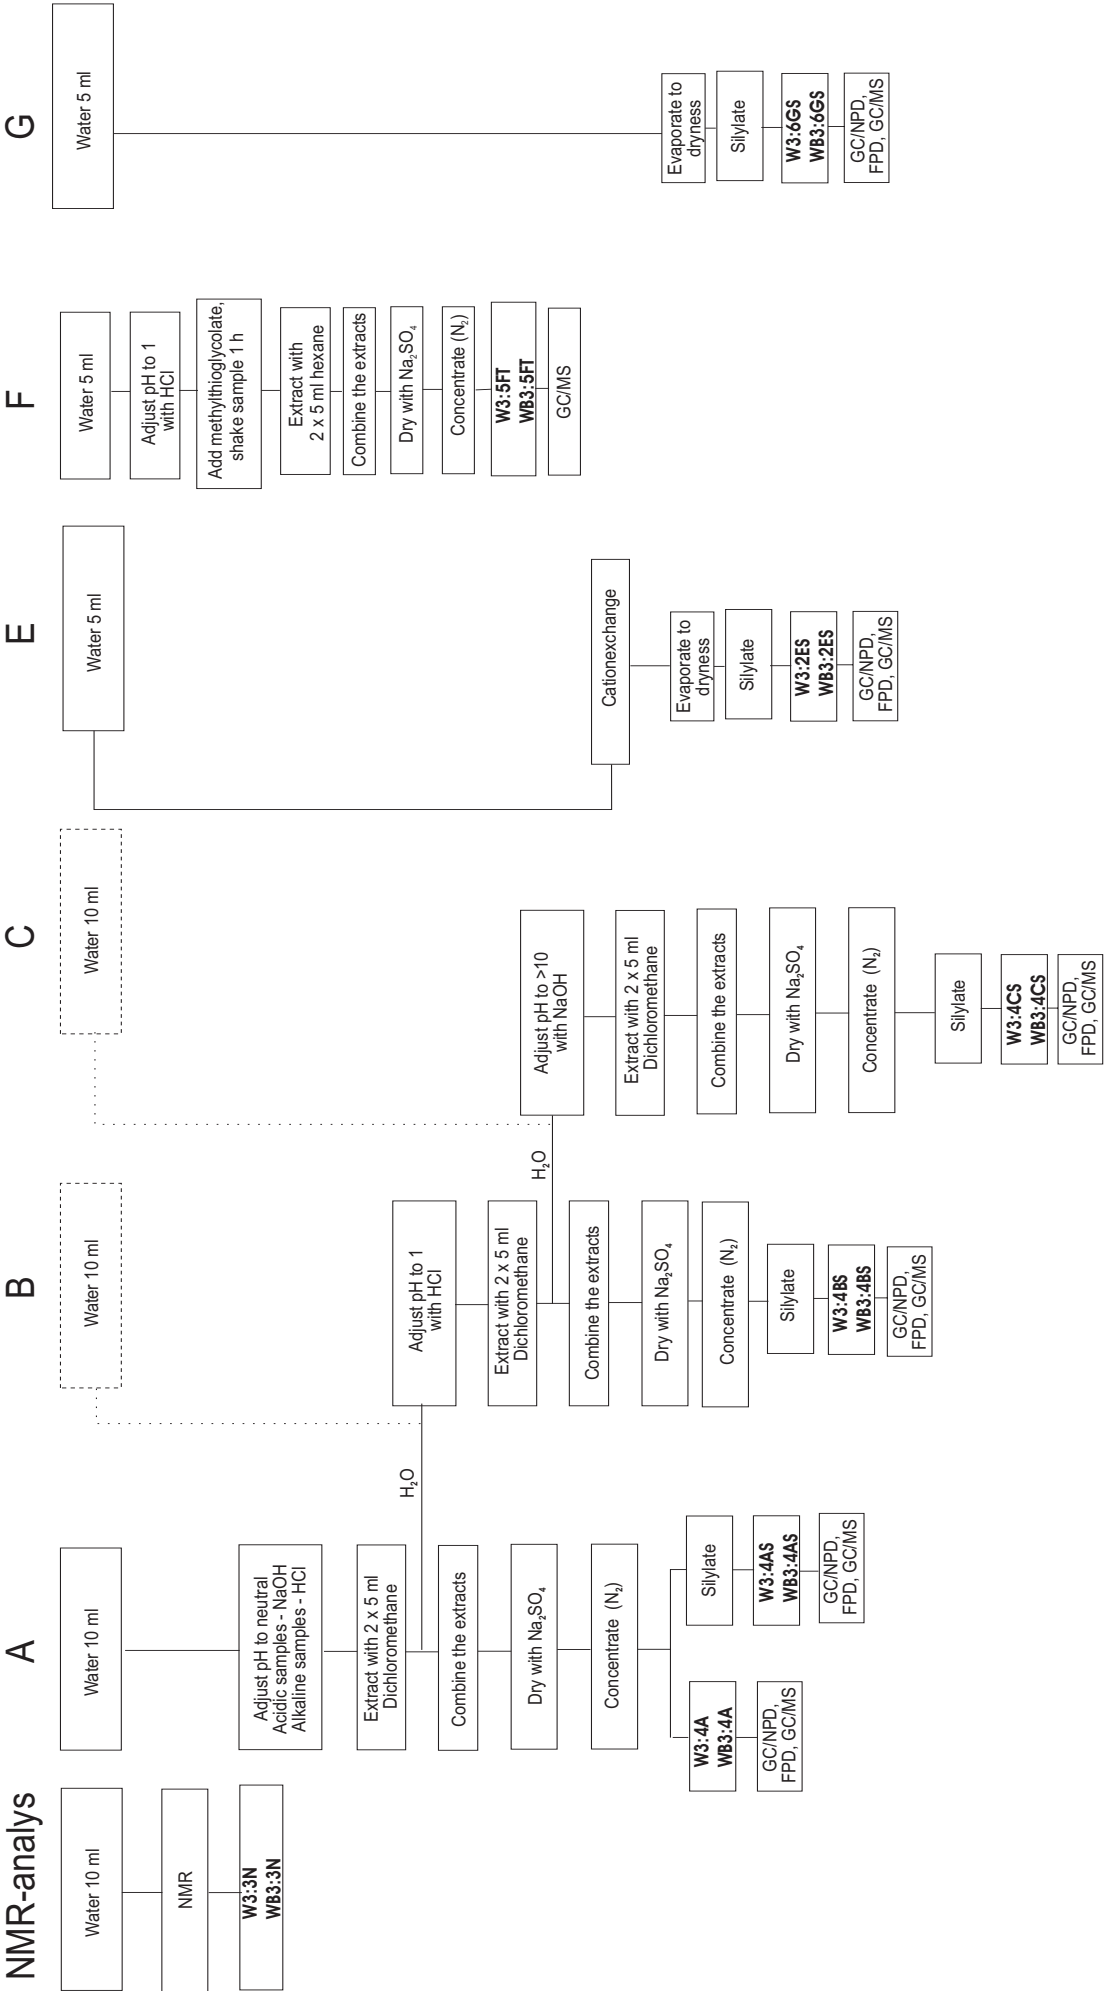 NMR-analys
Water 10 ml
NMR
W3:3N
WB3:3N
A
Water 10 ml
Adjust pH to neutral
Acidic samples - NaOH
Alkaline samples - HCl
Extract with 2 x 5 ml
Dichloromethane
H₂O
Combine the extracts
Dry with Na₂SO₄
Concentrate (N₂)
W3:4A
WB3:4A
GC/NPD,
FPD, GC/MS
Silylate
W3:4AS
WB3:4AS
GC/NPD,
FPD, GC/MS
B
Water 10 ml
Adjust pH to 1
with HCl
Extract with 2 x 5 ml
Dichloromethane
H₂O
Combine the extracts
Dry with Na₂SO₄
Concentrate (N₂)
Silylate
W3:4BS
WB3:4BS
GC/NPD,
FPD, GC/MS
C
Water 10 ml
Adjust pH to >10
with NaOH
Extract with 2 x 5 ml
Dichloromethane
Combine the extracts
Dry with Na₂SO₄
Concentrate (N₂)
Silylate
W3:4CS
WB3:4CS
GC/NPD,
FPD, GC/MS
E
Water 5 ml
Cationexchange
Evaporate to
dryness
Silylate
W3:2ES
WB3:2ES
GC/NPD,
FPD, GC/MS
F
Water 5 ml
Adjust pH to 1
with HCl
Add methylthioglycolate,
shake sample 1 h
Extract with
2 x 5 ml hexane
Combine the extracts
Dry with Na₂SO₄
Concentrate (N₂)
W3:5FT
WB3:5FT
GC/MS
G
Water 5 ml
Evaporate to
dryness
Silylate
W3:6GS
WB3:6GS
GC/NPD,
FPD, GC/MS